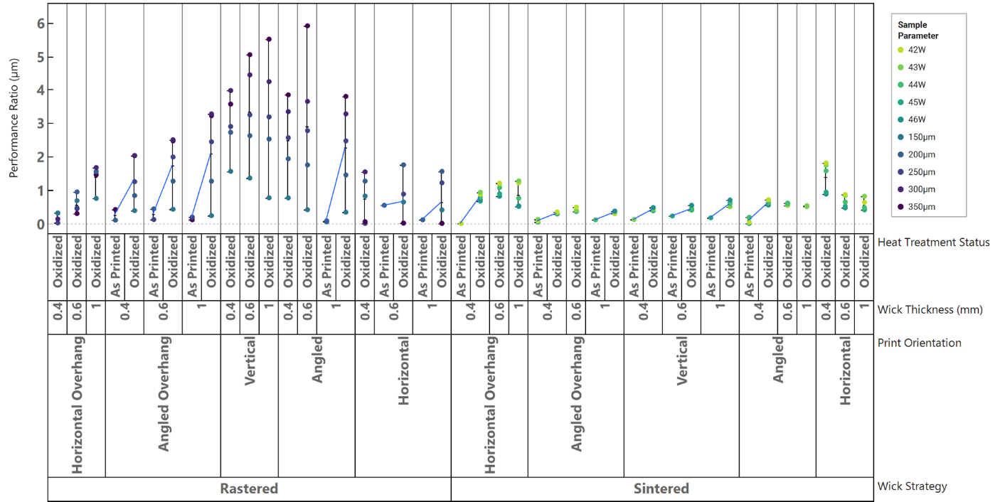 Performance Ratio (µm)
6
5
4
3
2
1
0
Sample
Parameter
42W
43W
44W
45W
46W
150µm
200µm
250µm
300µm
350µm
Oxidized Oxidized Oxidized As Printed Oxidized As Printed Oxidized As Printed Oxidized Oxidized Oxidized Oxidized Oxidized Oxidized As Printed Oxidized Oxidized As Printed Oxidized As Printed Oxidized As Printed Oxidized Oxidized Oxidized As Printed Oxidized Oxidized As Printed Oxidized As Printed Oxidized As Printed Oxidized As Printed Oxidized As Printed Oxidized Oxidized Oxidized Oxidized Oxidized Oxidized
Heat Treatment Status
0.4 0.6 1 0.4 0.6 1 0.4 0.6 1 0.4 0.6 1 0.4 0.6 1 0.4 0.6 1 0.4 0.6 1 0.4 0.6 1 0.4 0.6 1 0.4 0.6 1
Wick Thickness (mm)
Horizontal Overhang Angled Overhang Vertical Angled Horizontal Horizontal Overhang Angled Overhang Vertical Angled Horizontal
Print Orientation
Rastered Sintered
Wick Strategy